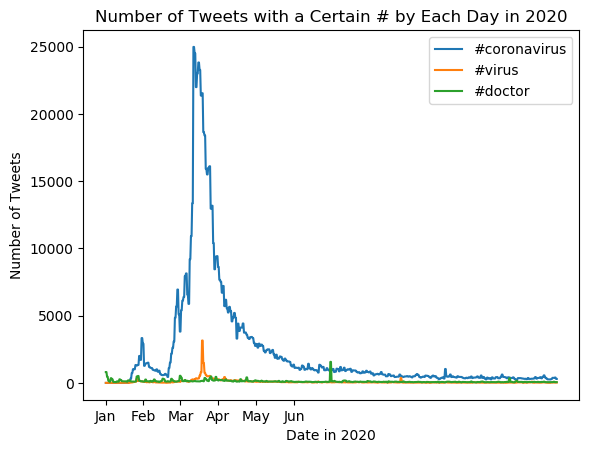 Number of Tweets with a Certain # by Each Day in 2020
#coronavirus
#virus
#doctor
Number of Tweets
25000
20000
15000
10000
5000
0
Jan Feb Mar Apr May Jun
Date in 2020